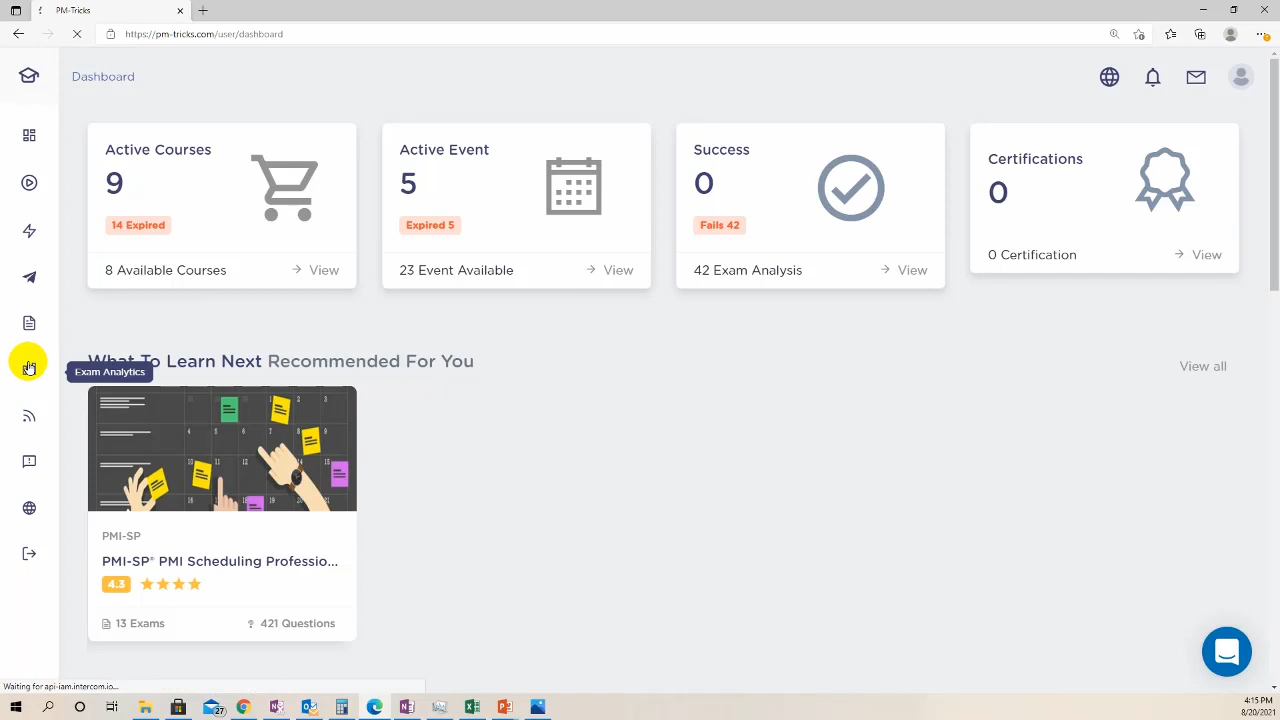 PM-Tricks
https://pm-tricks.com/user/dashboard
Dashboard
Active Courses
9
14 Expired
8 Available Courses
View
Active Event
5
Expired 5
23 Event Available
View
Success
0
Fails 42
42 Exam Analysis
View
Certifications
0
0 Certification
View
Exam Analytics
What To Learn Next Recommended For You
View all
PMI-SP
PMI-SP® PMI Scheduling Professio...
4.3
13 Exams
421 Questions
Waiting for api-iam.intercom.io...
27
4:15 PM
8/20/2021